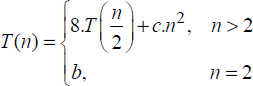 T(n) = { 8.T(n/2) + c.n², n > 2
b, n = 2